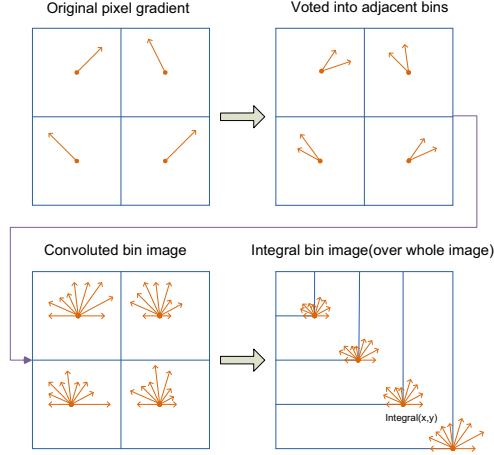 Original pixel gradient
Voted into adjacent bins
Convoluted bin image
Integral bin image(over whole image)
Integral(x,y)